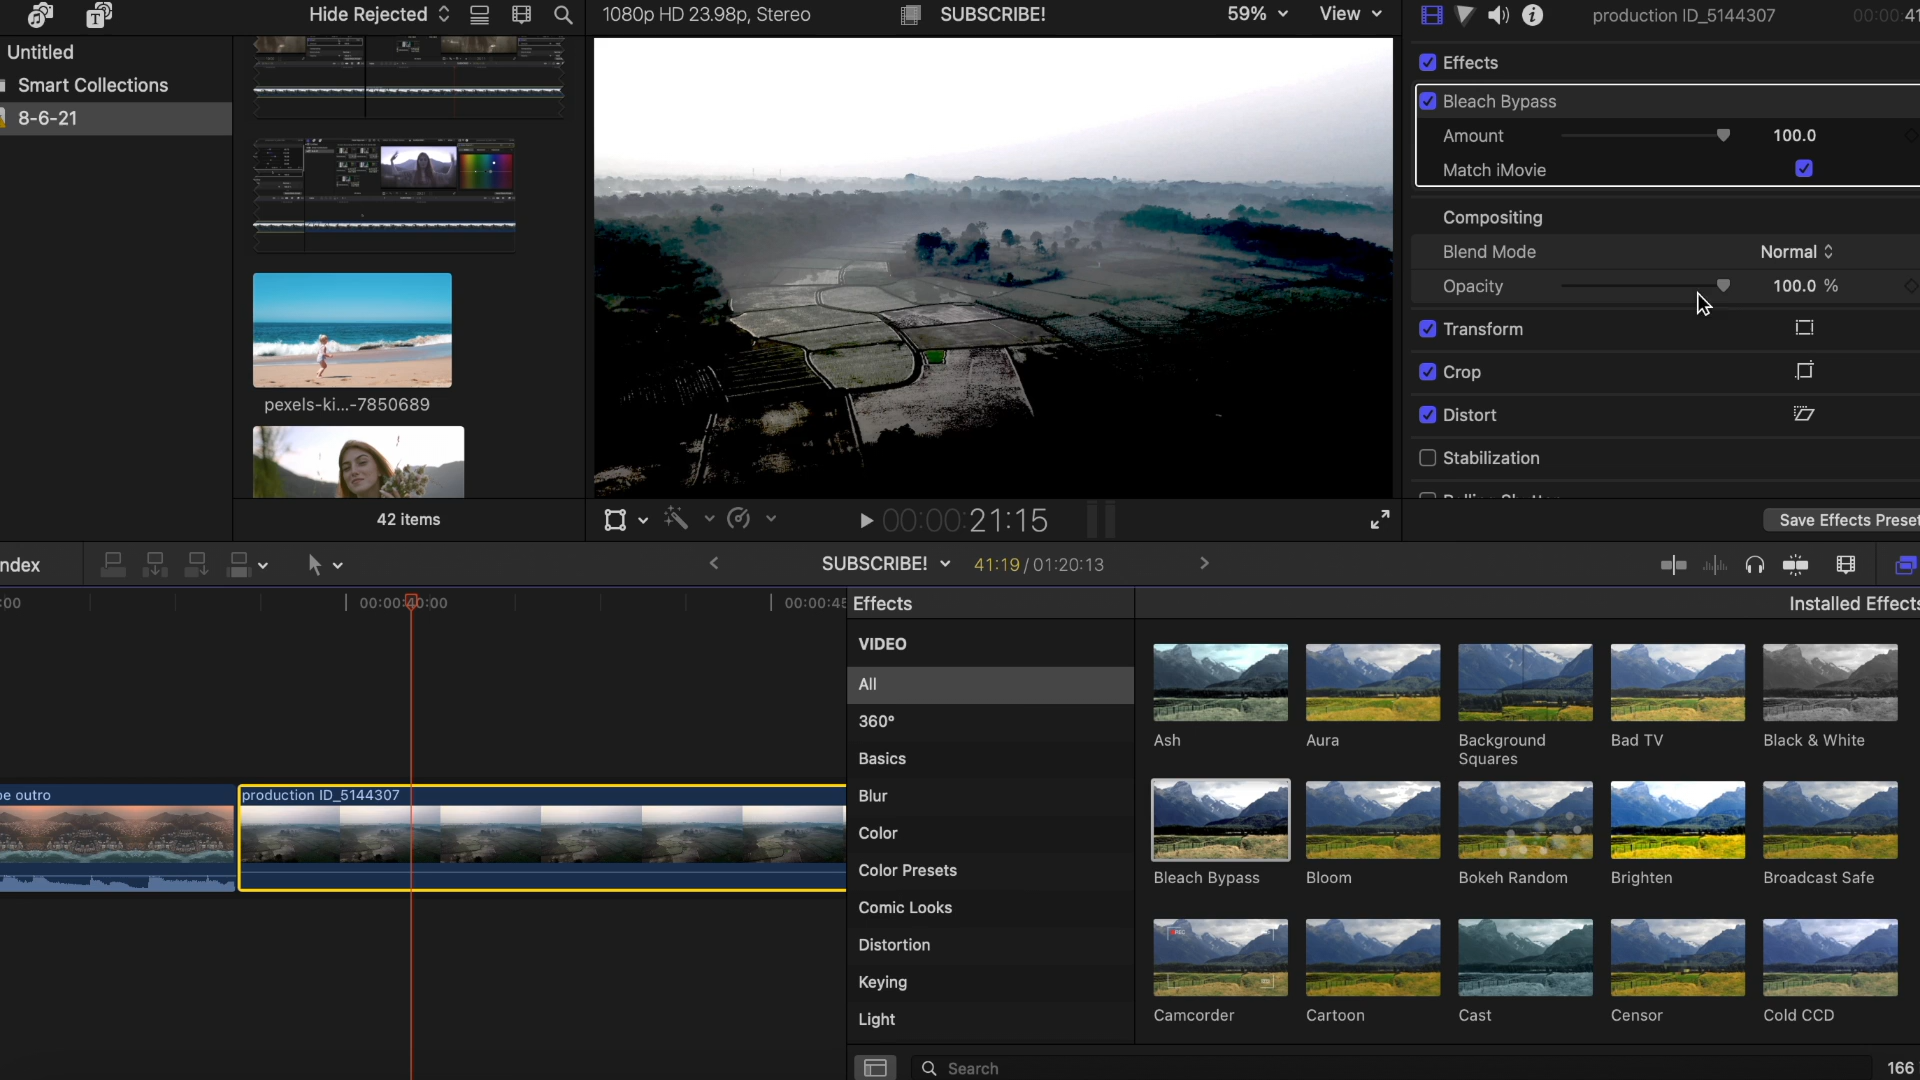 Hide Rejected
1080p HD 23.98p, Stereo
SUBSCRIBE!
59%
View
production ID_5144307
00:00:41
Untitled
Smart Collections
8-6-21
pexels-ki...-7850689
42 items
Effects
Bleach Bypass
Amount
100.0
Match iMovie
Compositing
Blend Mode
Normal
Opacity
100.0 %
Transform
Crop
Distort
Stabilization
Save Effects Preset
00:00:21:15
ndex
SUBSCRIBE!
41:19 / 01:20:13
:00
00:00:40:00
00:00:45
be outro
production ID_5144307
Effects
VIDEO
All
360°
Basics
Blur
Color
Color Presets
Comic Looks
Distortion
Keying
Light
Installed Effects
Ash
Aura
Background
Squares
Bad TV
Black & White
Bleach Bypass
Bloom
Bokeh Random
Brighten
Broadcast Safe
Camcorder
Cartoon
Cast
Censor
Cold CCD
Search
166